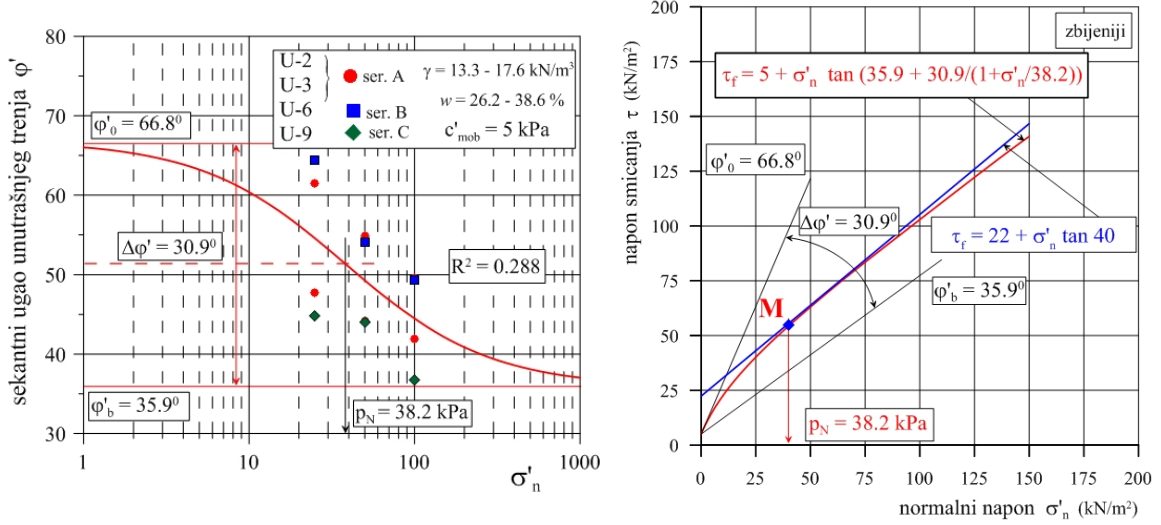 80
70
60
50
40
30
1
10
100
1000
sekantni ugao unutrašnjeg trenja φ'
σ'n
U-2
U-3
U-6
U-9
ser. A
ser. B
ser. C
γ = 13.3 - 17.6 kN/m³
w = 26.2 - 38.6 %
c'mob = 5 kPa
φ'0 = 66.8⁰
Δφ' = 30.9⁰
R² = 0.288
φ'b = 35.9⁰
pN = 38.2 kPa
200
175
150
125
100
75
50
25
0
0
25
50
75
100
125
150
175
200
napon smicanja τ (kN/m²)
normalni napon σ'n (kN/m²)
zbijeniji
τf = 5 + σ'n tan (35.9 + 30.9/(1+σ'n/38.2))
φ'0 = 66.8⁰
Δφ' = 30.9⁰
τf = 22 + σ'n tan 40
φ'b = 35.9⁰
M
pN = 38.2 kPa